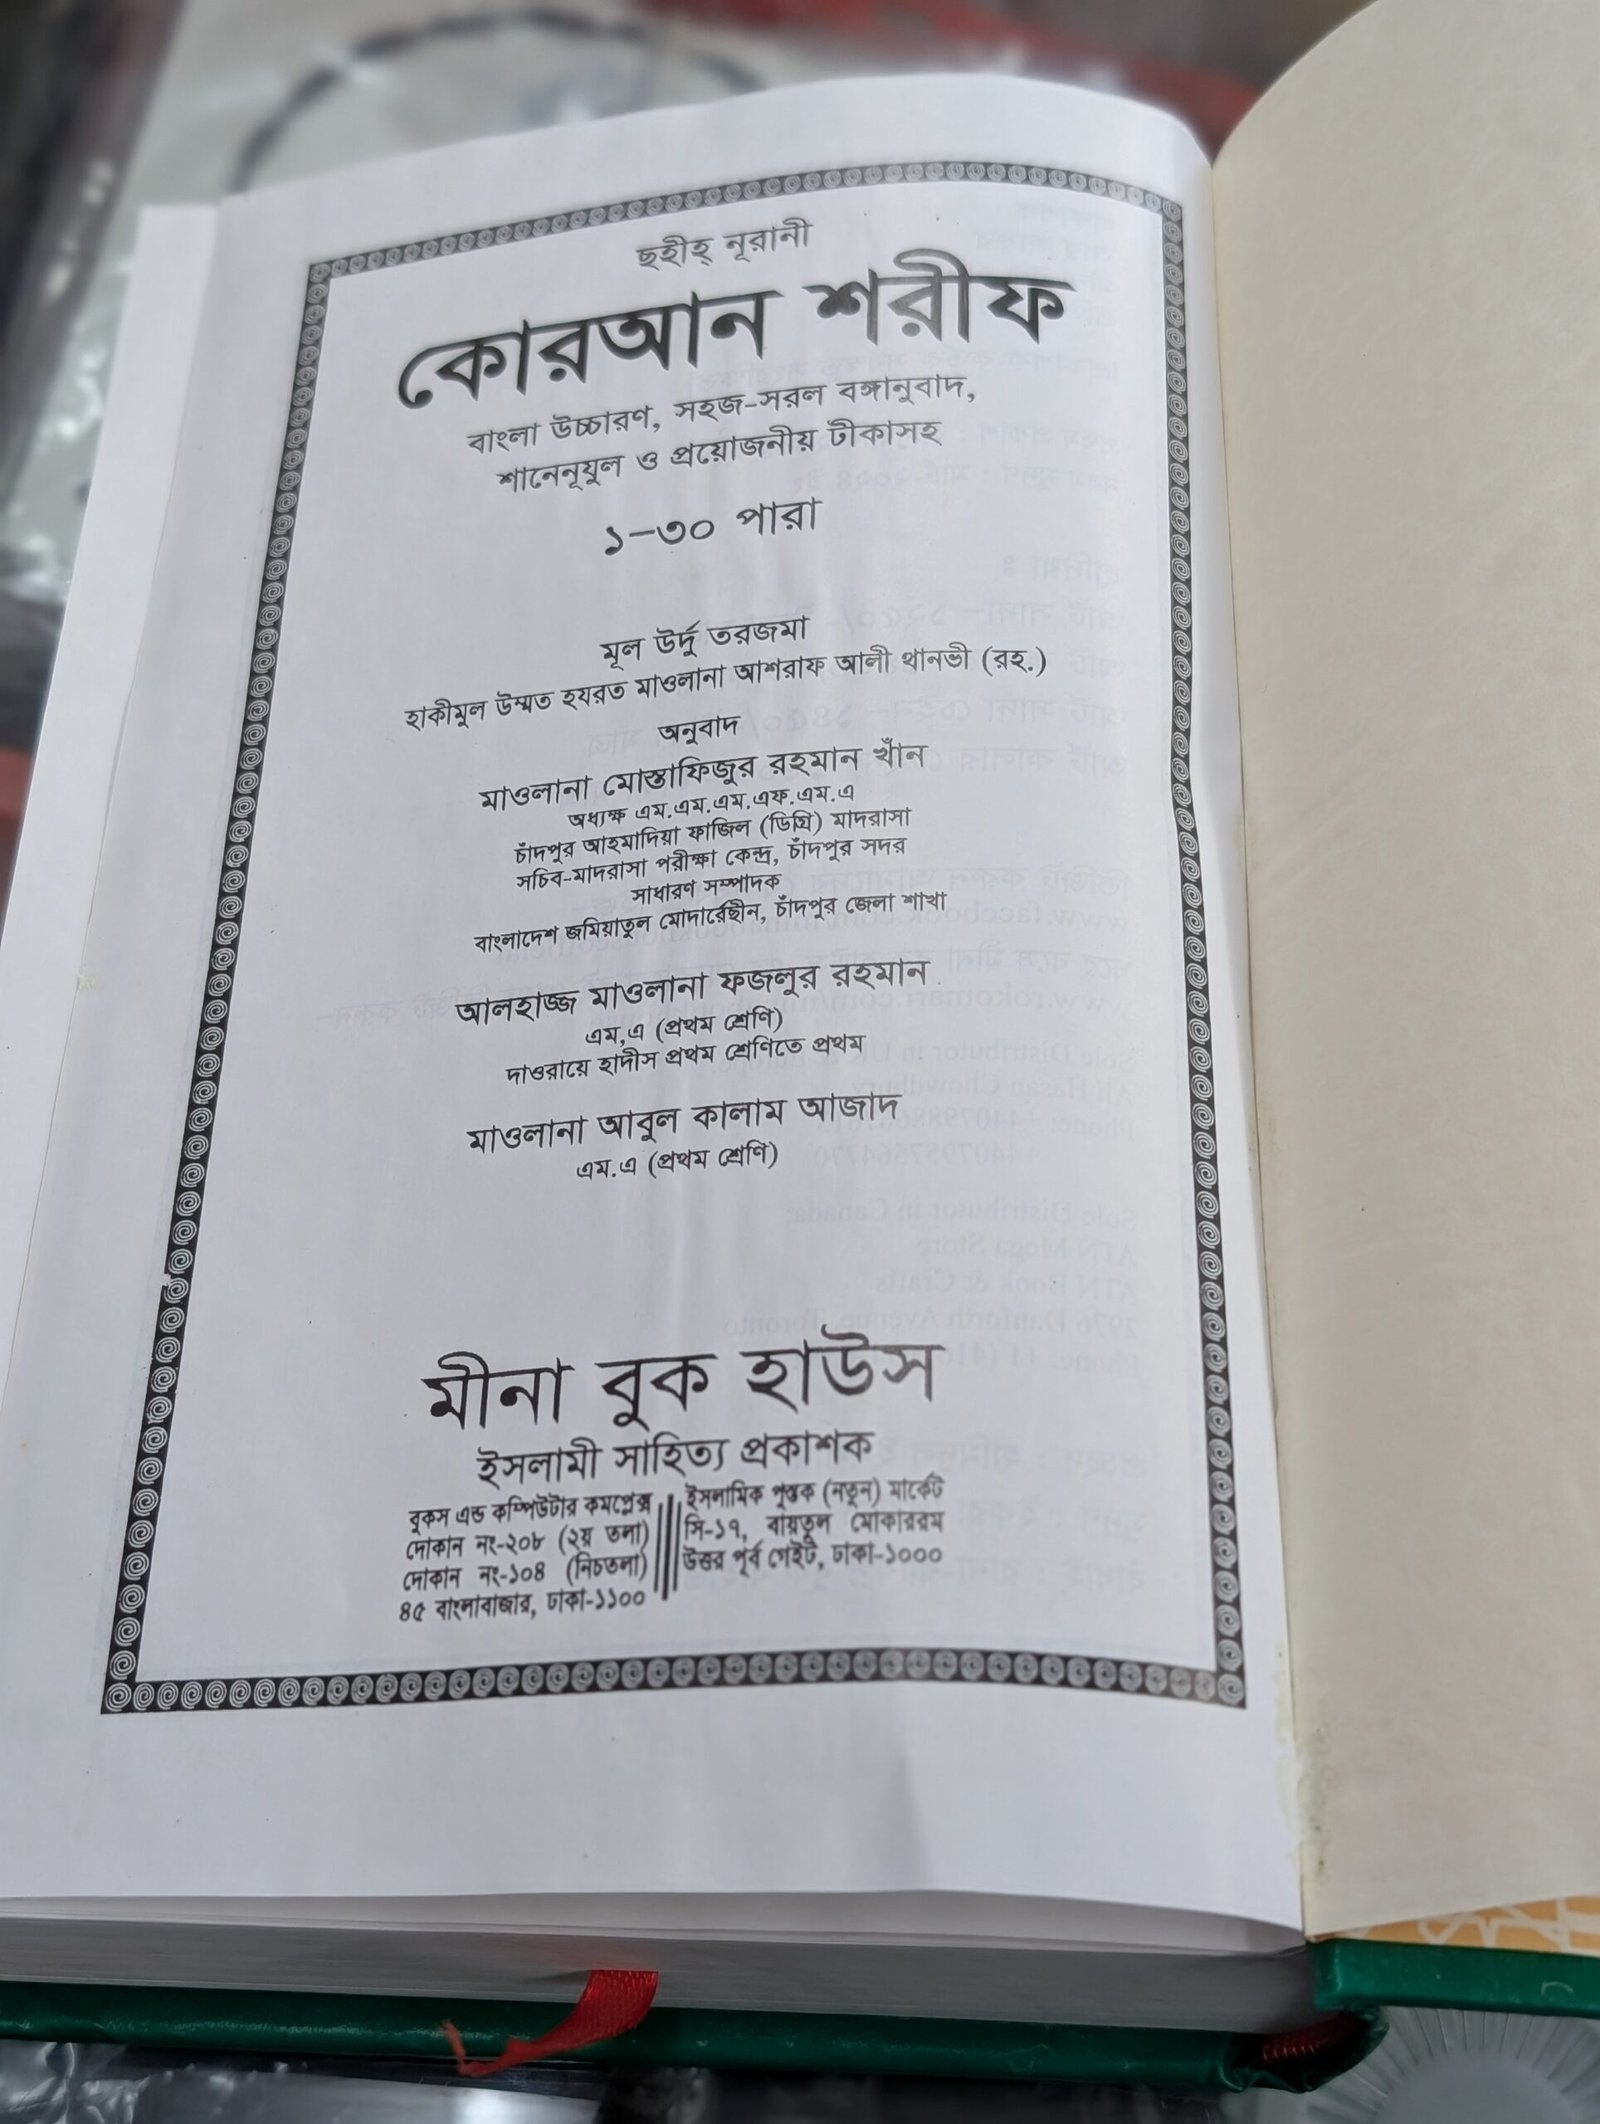 ছহীহ্ নূরানী
কোরআন শরীফ
বাংলা উচ্চারণ, সহজ-সরল বঙ্গানুবাদ,
শানেনূযুল ও প্রয়োজনীয় টীকাসহ
১–৩০ পারা
মূল উর্দু তরজমা
হাকীমুল উম্মত হযরত মাওলানা আশরাফ আলী থানভী (রহ.)
অনুবাদ
মাওলানা মোস্তাফিজুর রহমান খাঁন
অধ্যক্ষ এম.এম.এম.এফ.এম.এ
চাঁদপুর আহমাদিয়া ফাজিল (ডিগ্রি) মাদরাসা
সচিব-মাদরাসা পরীক্ষা কেন্দ্র, চাঁদপুর সদর
সাধারণ সম্পাদক
বাংলাদেশ জমিয়াতুল মোদার্রেছীন, চাঁদপুর জেলা শাখা
আলহাজ্জ মাওলানা ফজলুর রহমান
এম,এ (প্রথম শ্রেণি)
দাওরায়ে হাদীস প্রথম শ্রেণিতে প্রথম
মাওলানা আবুল কালাম আজাদ
এম.এ (প্রথম শ্রেণি)
মীনা বুক হাউস
ইসলামী সাহিত্য প্রকাশক
বুকস এন্ড কম্পিউটার কমপ্লেক্স
দোকান নং-২০৮ (২য় তলা)
দোকান নং-১০৪ (নিচতলা)
৪৫ বাংলাবাজার, ঢাকা-১১০০
ইসলামিক পুস্তক (নতুন) মার্কেট
সি-১৭, বায়তুল মোকাররম
উত্তর পূর্ব গেইট, ঢাকা-১০০০